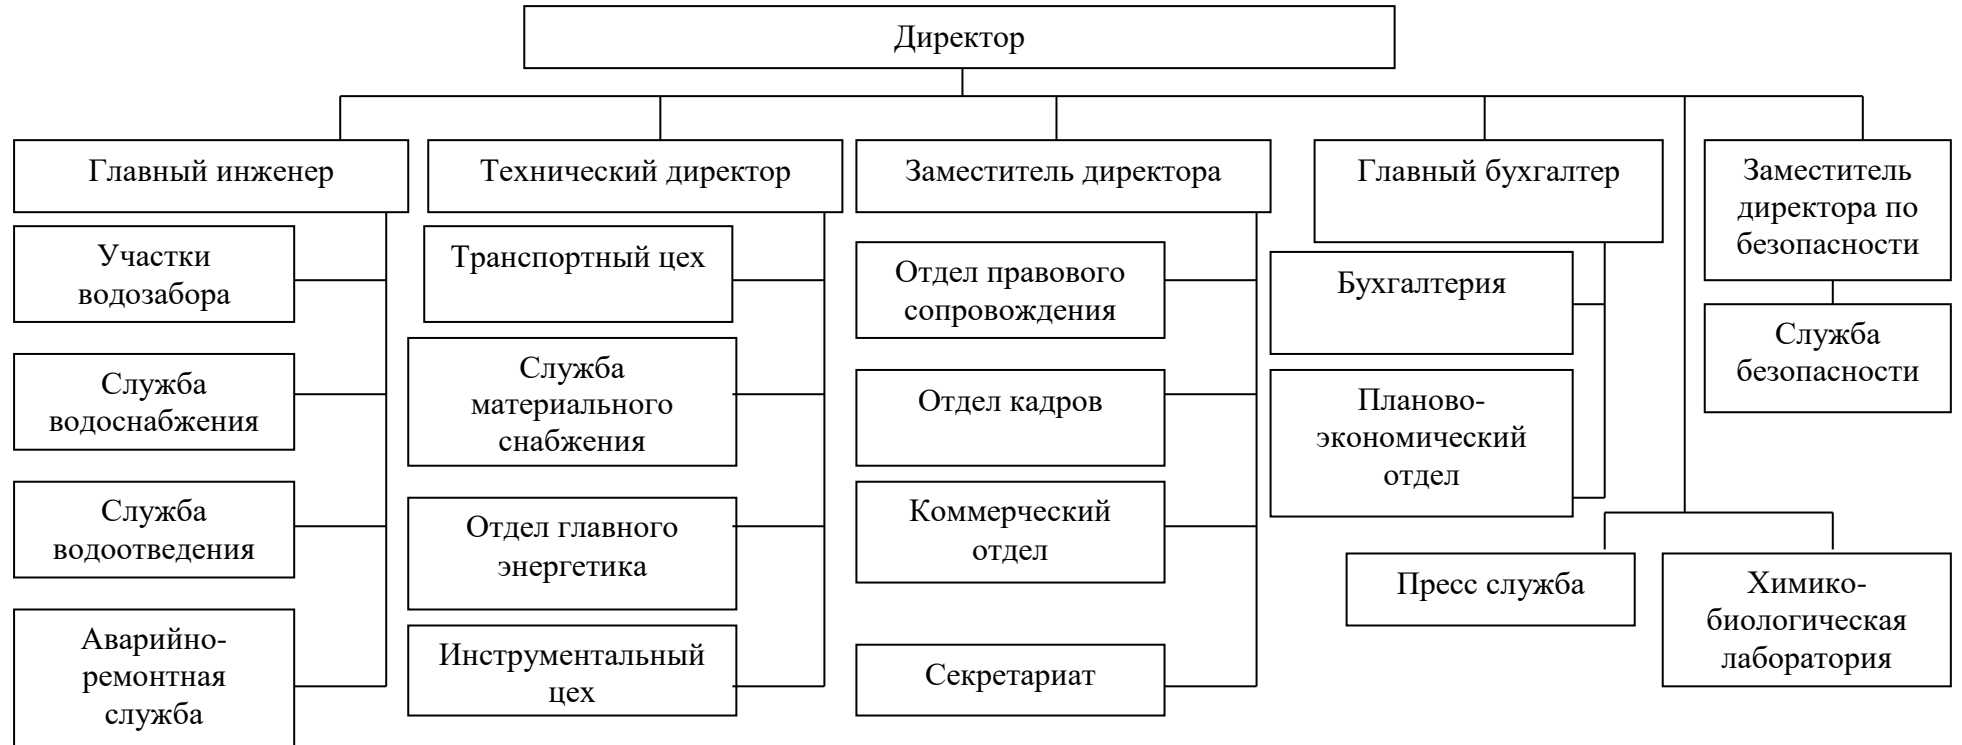 Директор
Главный инженер
Технический директор
Заместитель директора
Главный бухгалтер
Заместитель
директора по
безопасности
Участки
водозабора
Служба
водоснабжения
Служба
водоотведения
Аварийно-
ремонтная
служба
Транспортный цех
Служба
материального
снабжения
Отдел главного
энергетика
Инструментальный
цех
Отдел правового
сопровождения
Отдел кадров
Коммерческий
отдел
Секретариат
Бухгалтерия
Планово-
экономический
отдел
Служба
безопасности
Пресс служба
Химико-
биологическая
лаборатория